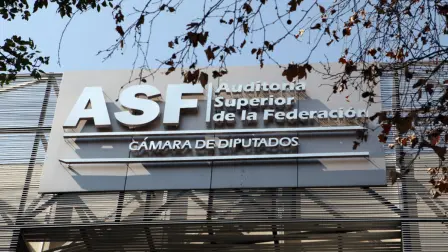 ASF
Auditoría
Superior
de la Federación
CÁMARA DE DIPUTADOS